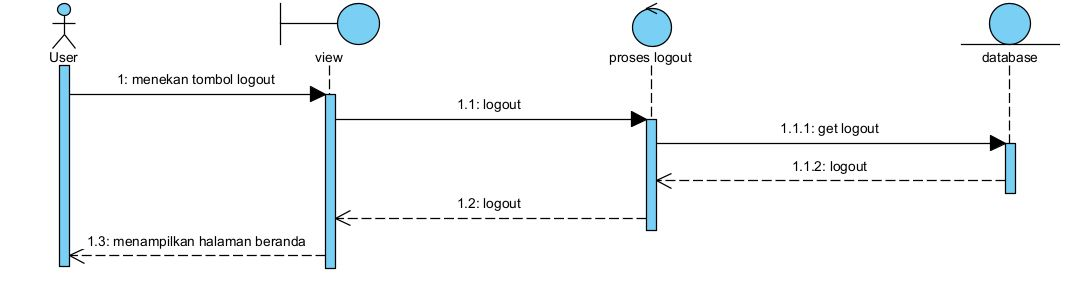 User
view
proses logout
database
1: menekan tombol logout
1.1: logout
1.1.1: get logout
1.1.2: logout
1.2: logout
1.3: menampilkan halaman beranda